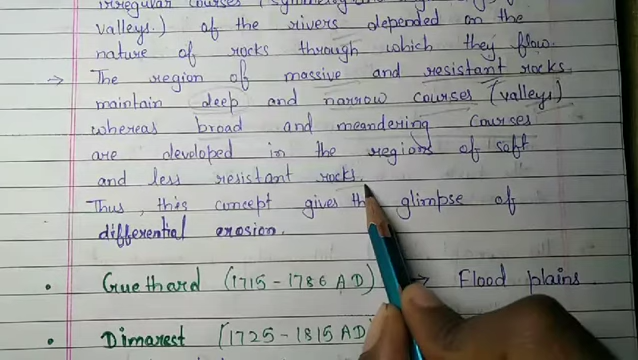 irregular courses (symmetry
valleys.) of the rivers depended on the
nature of rocks through which they flow.
→ The region of massive and resistant rocks
maintain deep and narrow courses (valleys)
whereas broad and meandering courses
are developed in the regions of soft
and less resistant rocks.
Thus, this concept gives the glimpse of
differential erosion.
• Guethard (1715 - 1786 AD) → Flood plains
• Dimarest (1725 - 1815 AD)